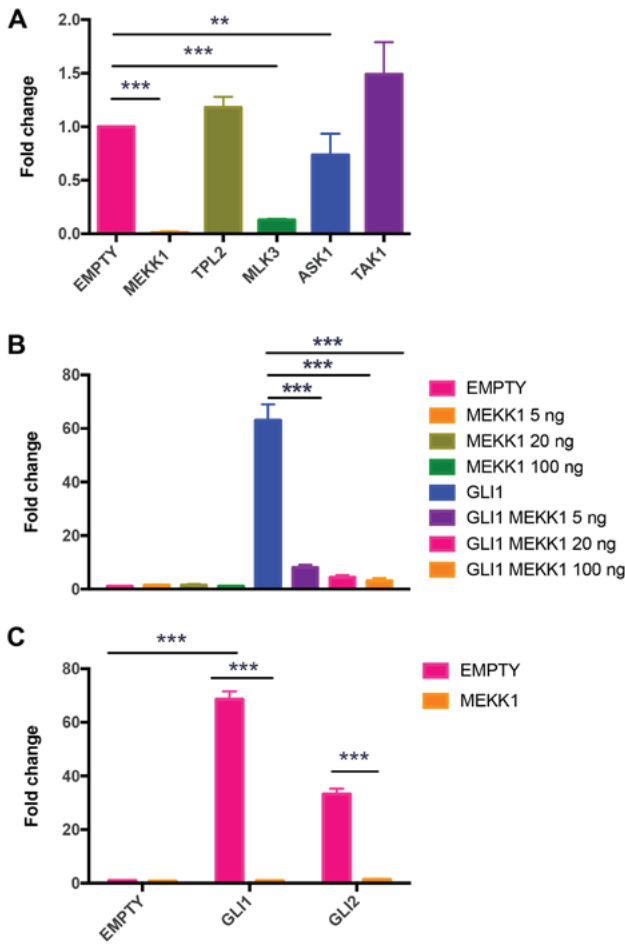 A
**
***
***
Fold change
2.0
1.5
1.0
0.5
0.0
EMPTY
MEKK1
TPL2
MLK3
ASK1
TAK1
B
***
***
***
Fold change
80
60
40
20
0
EMPTY
MEKK1 5 ng
MEKK1 20 ng
MEKK1 100 ng
GLI1
GLI1 MEKK1 5 ng
GLI1 MEKK1 20 ng
GLI1 MEKK1 100 ng
C
***
***
***
Fold change
80
60
40
20
0
EMPTY
GLI1
GLI2
EMPTY
MEKK1